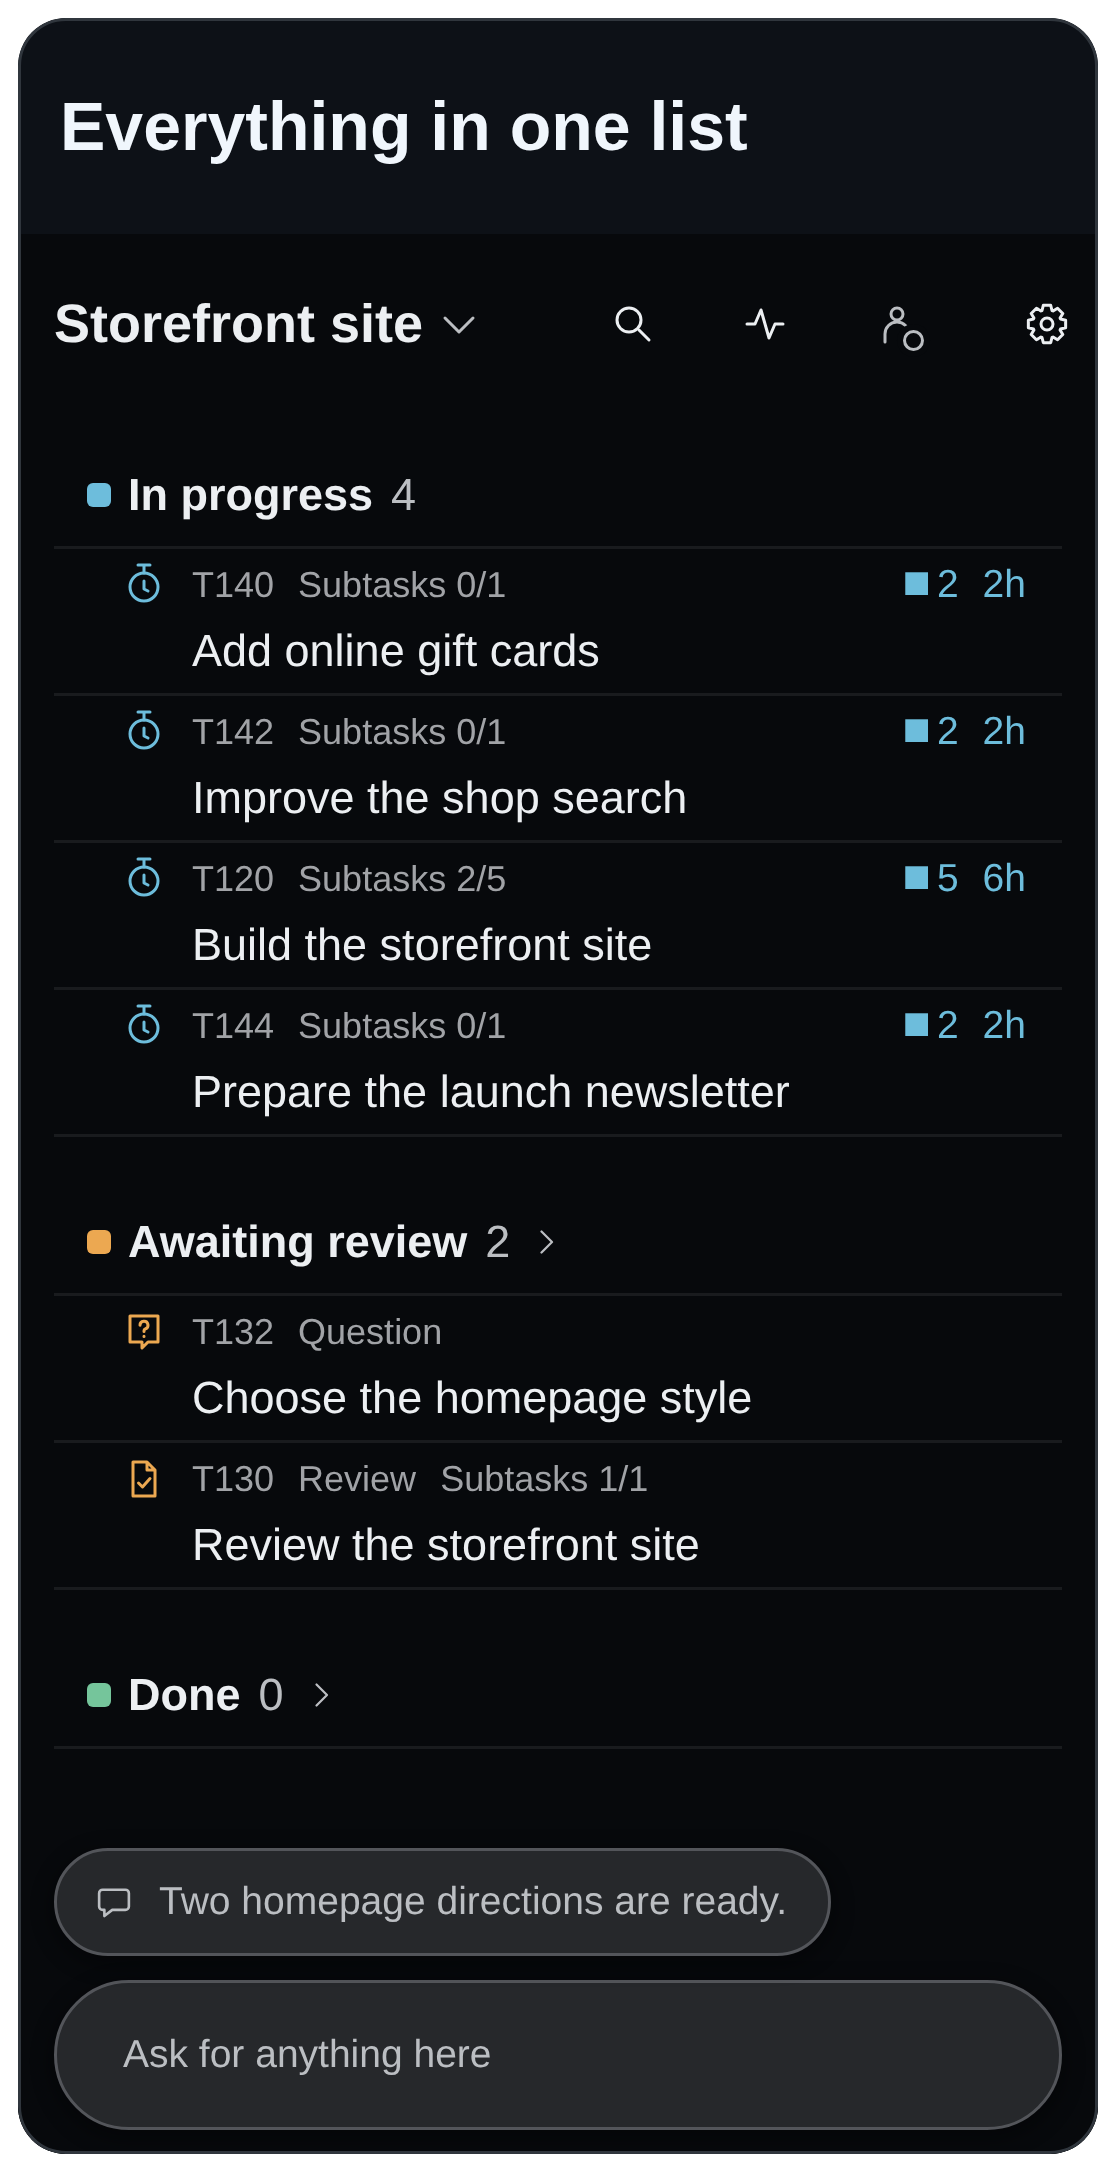 Everything in one list
Storefront site
In progress 4
T140 Subtasks 0/1 2 2h
Add online gift cards
T142 Subtasks 0/1 2 2h
Improve the shop search
T120 Subtasks 2/5 5 6h
Build the storefront site
T144 Subtasks 0/1 2 2h
Prepare the launch newsletter
Awaiting review 2
T132 Question
Choose the homepage style
T130 Review Subtasks 1/1
Review the storefront site
Done 0
Two homepage directions are ready.
Ask for anything here